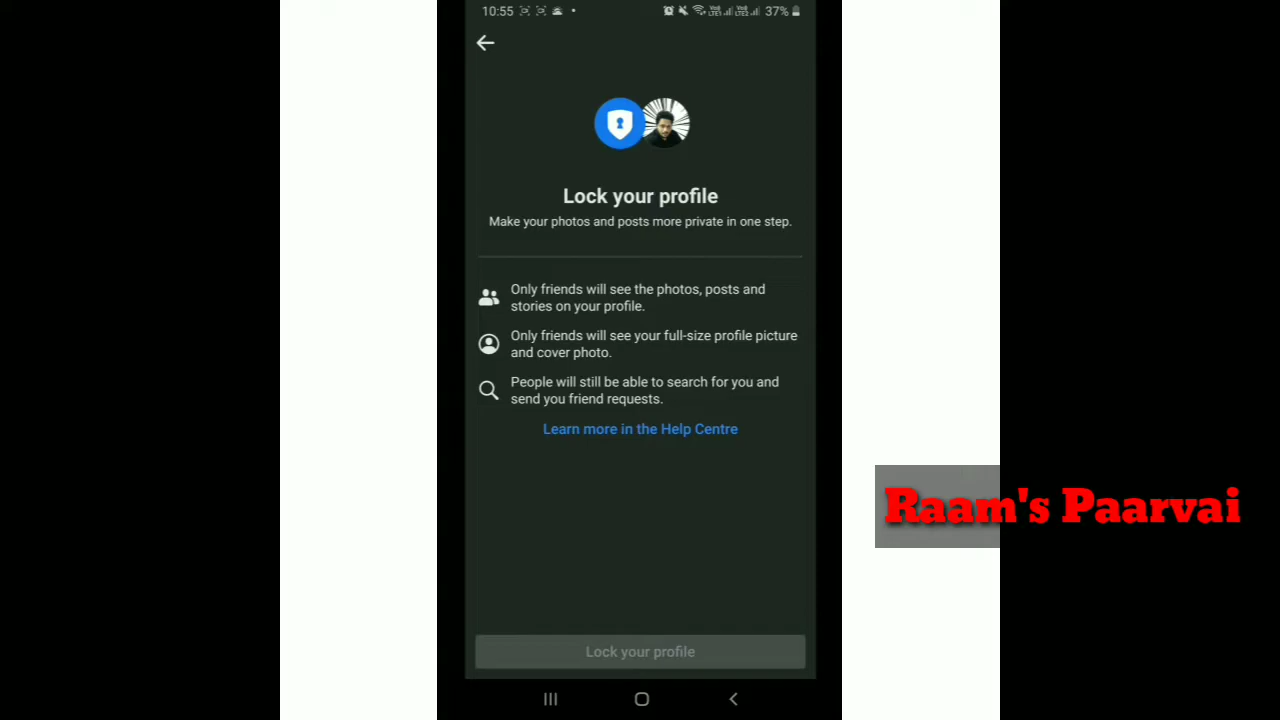 10:55
37%
Lock your profile
Make your photos and posts more private in one step.
Only friends will see the photos, posts and
stories on your profile.
Only friends will see your full-size profile picture
and cover photo.
People will still be able to search for you and
send you friend requests.
Learn more in the Help Centre
Raam's Paarvai
Lock your profile